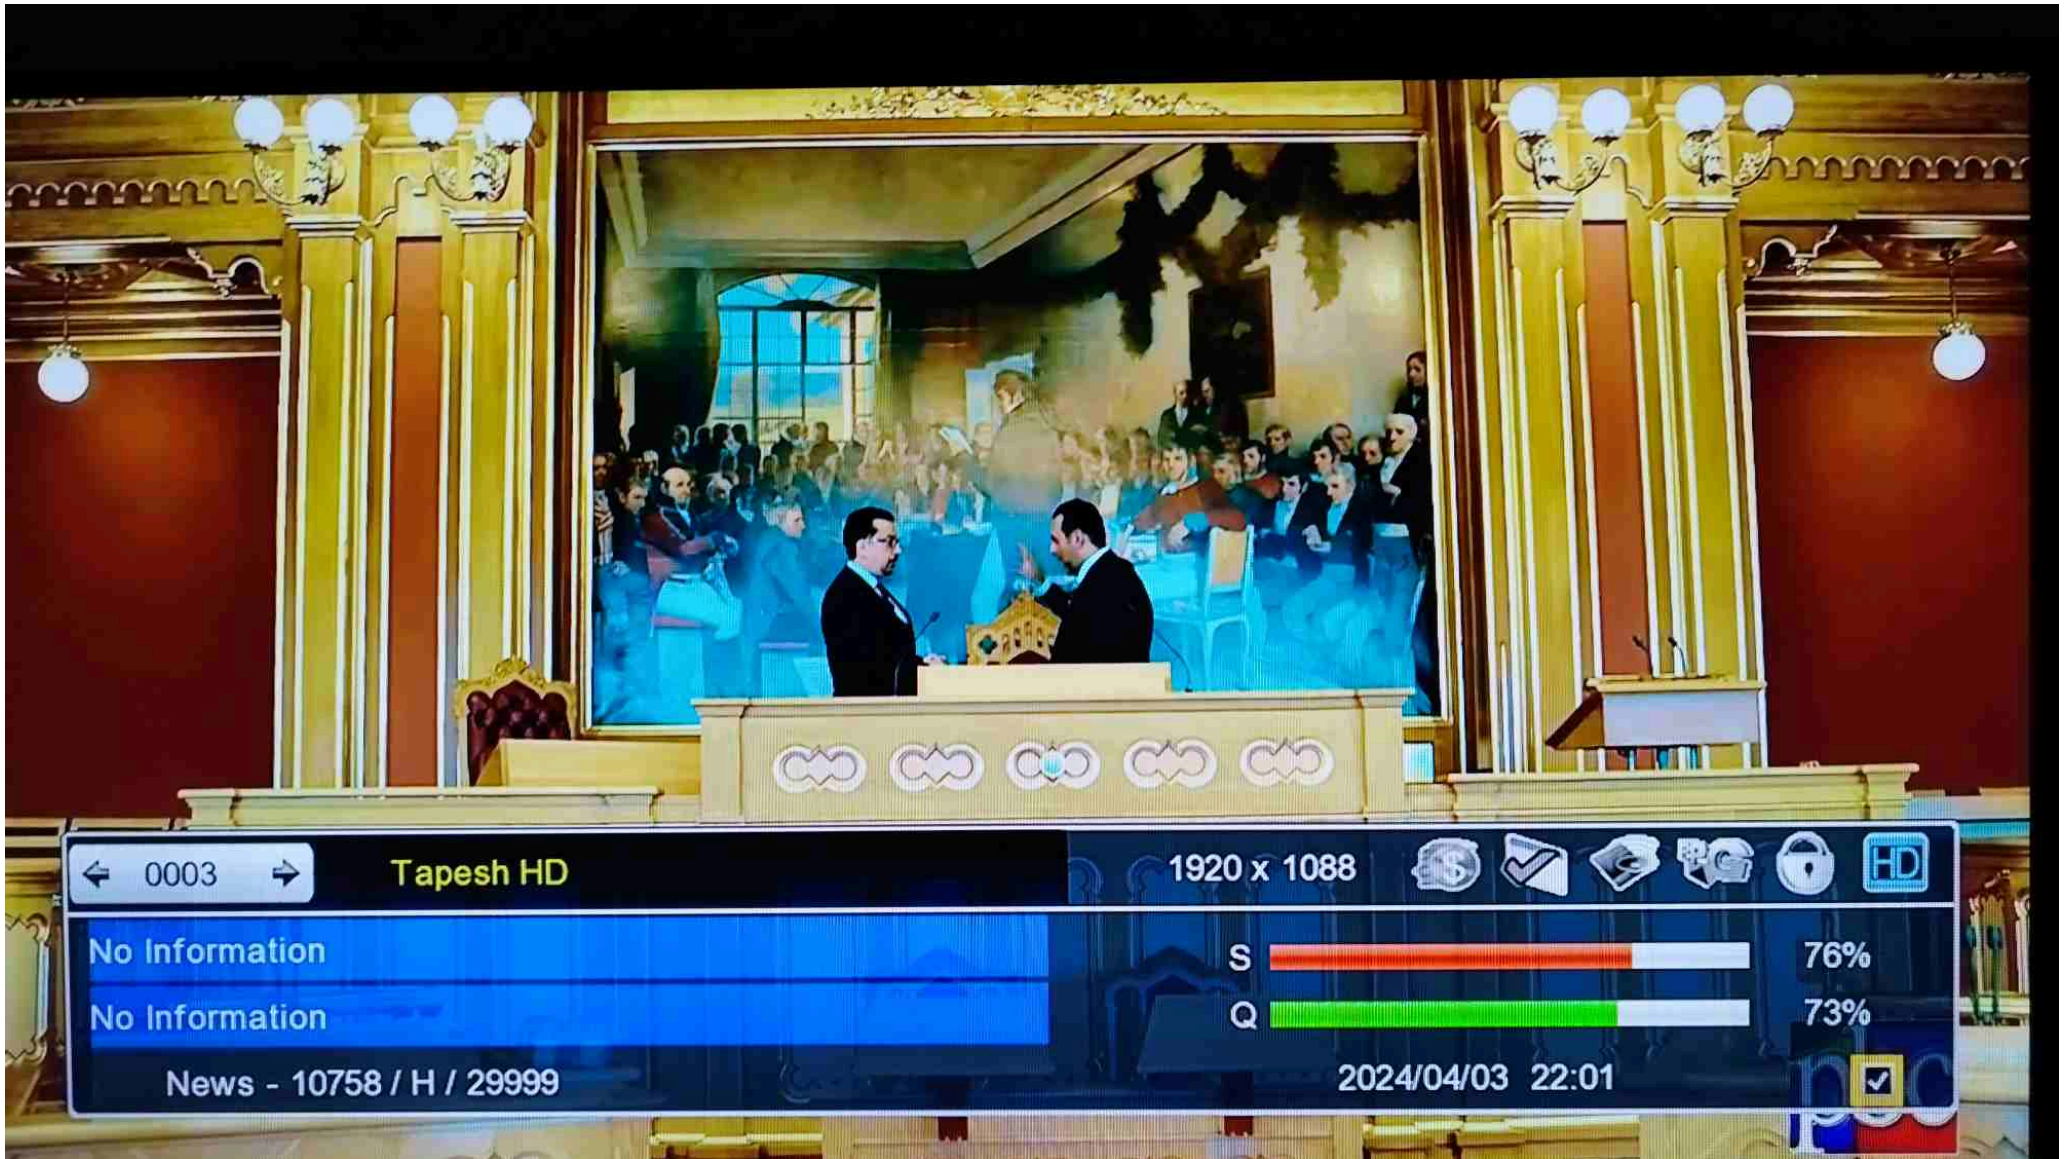 0003
Tapesh HD
1920 x 1088
$
HD
No Information
S
76%
No Information
Q
73%
News - 10758 / H / 29999
2024/04/03 22:01
pbc